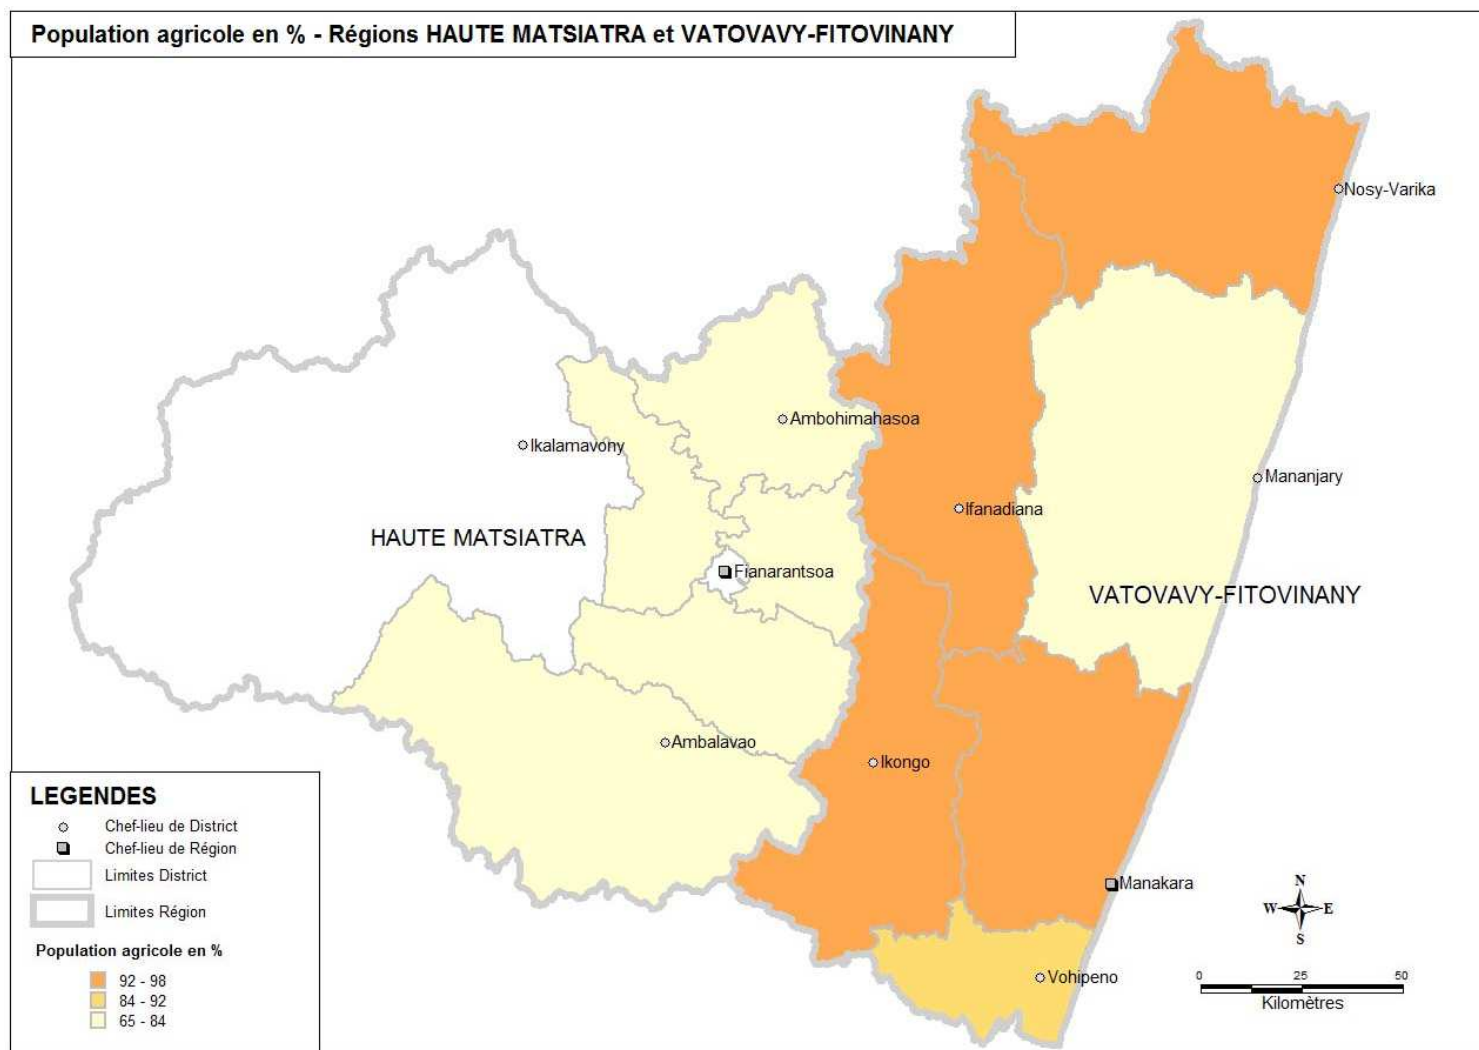 Population agricole en % - Régions HAUTE MATSIATRA et VATOVAVY-FITOVINANY
Nosy-Varika
Ambohimahasoa
Ikalamavony
Mananjary
Ifanadiana
HAUTE MATSIATRA
Fianarantsoa
VATOVAVY-FITOVINANY
Ambalavao
Ikongo
Manakara
Vohipeno
LEGENDES
Chef-lieu de District
Chef-lieu de Région
Limites District
Limites Région
Population agricole en %
92 - 98
84 - 92
65 - 84
N
W E
S
0 25 50
Kilomètres